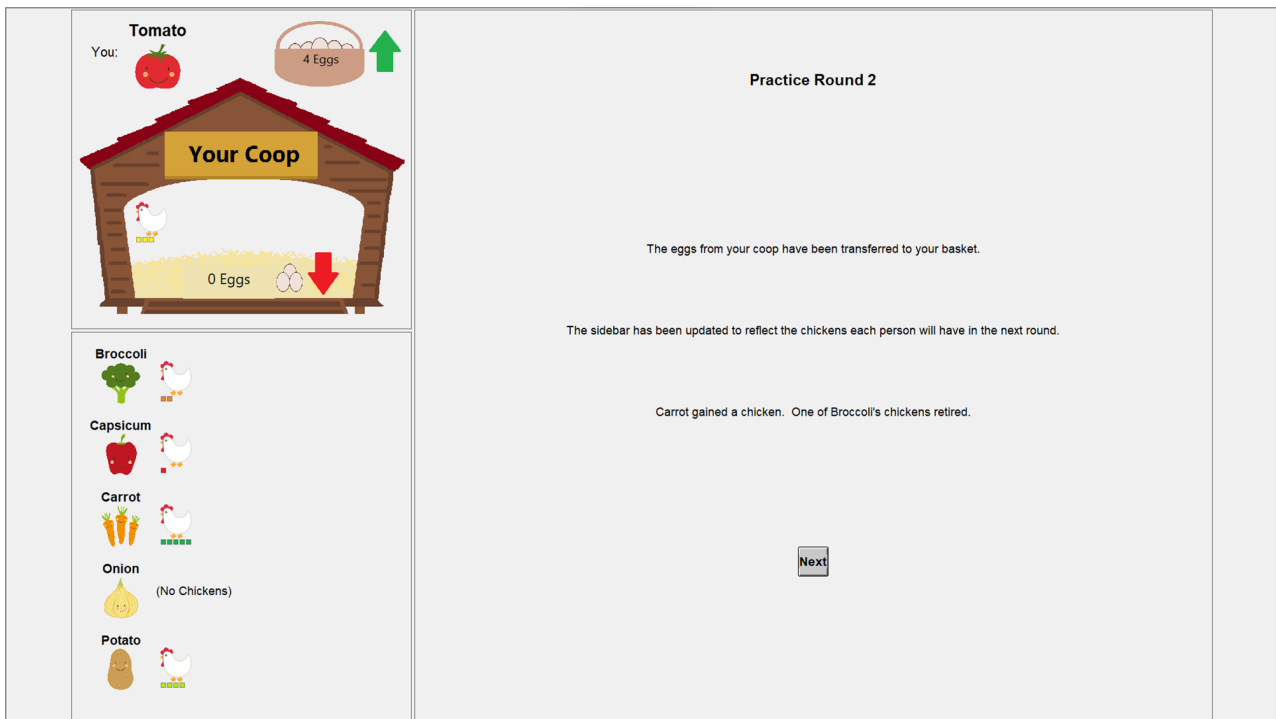 Tomato
You:
4 Eggs
Your Coop
0 Eggs
Broccoli
Capsicum
Carrot
Onion
(No Chickens)
Potato
Practice Round 2
The eggs from your coop have been transferred to your basket.
The sidebar has been updated to reflect the chickens each person will have in the next round.
Carrot gained a chicken.  One of Broccoli's chickens retired.
Next